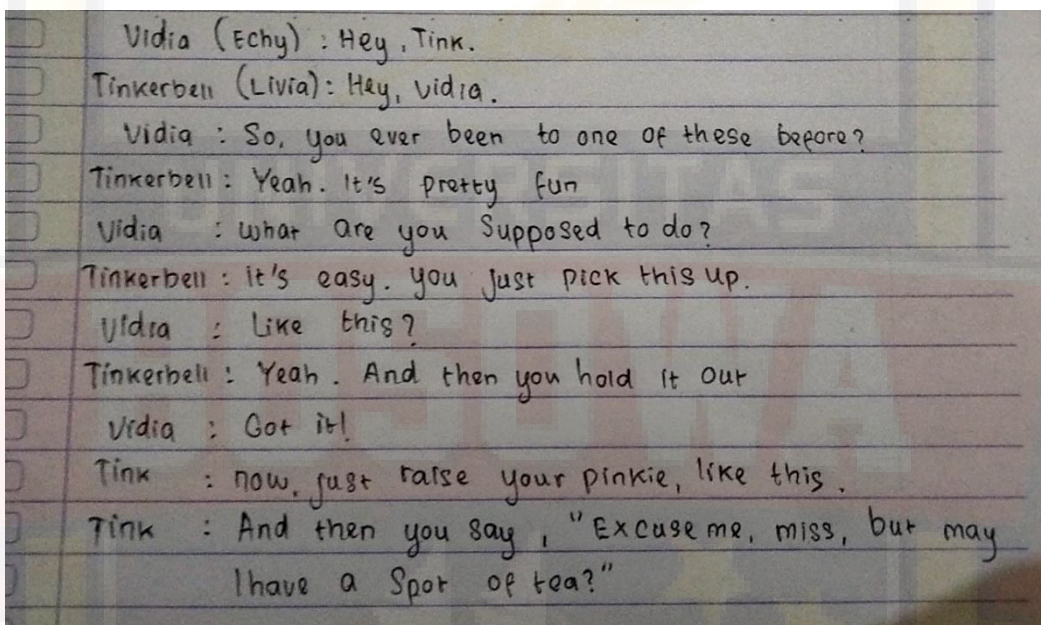 Vidia (Echy) : Hey, Tink.
Tinkerbell (Livia) : Hey, Vidia.
Vidia : So, you ever been to one of these before?
Tinkerbell : Yeah. It's pretty fun
Vidia : What are you Supposed to do?
Tinkerbell : it's easy. you just pick this up.
Vidia : Like this?
Tinkerbell : Yeah. And then you hold it out
Vidia : Got it!
Tink : now, just raise your pinkie, like this.
Tink : And then you say, "Excuse me, miss, but may
I have a Spot of tea?"
UNIVERSITAS
BOSOWA